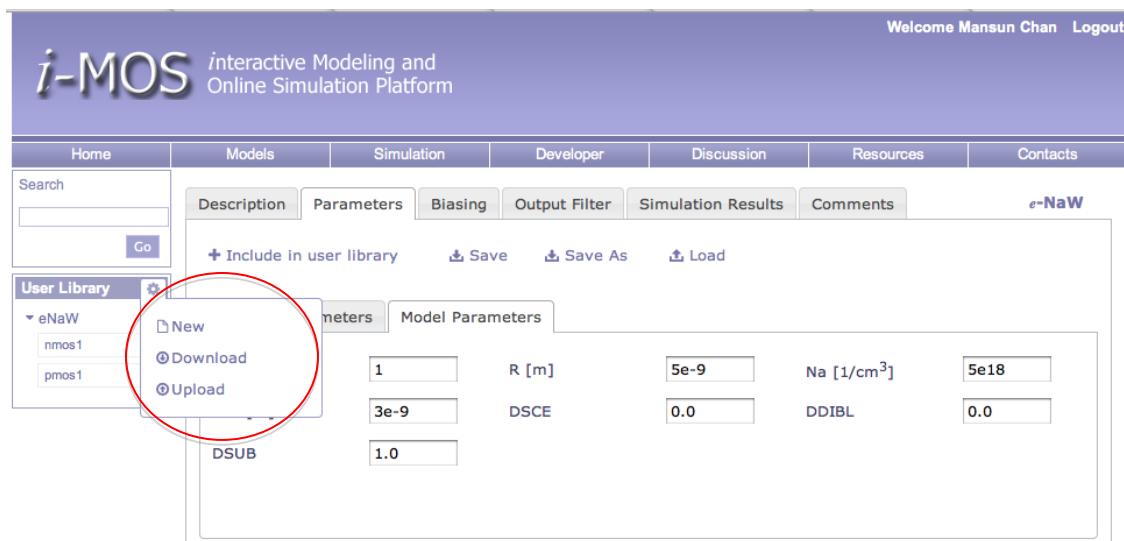 Welcome Mansun Chan Logout
i-MOS interactive Modeling and
Online Simulation Platform
Home Models Simulation Developer Discussion Resources Contacts
Search
Go
Description Parameters Biasing Output Filter Simulation Results Comments e-NaW
+ Include in user library Save Save As Load
User Library
eNaW
nmos1
pmos1
New
Download
Upload
meters Model Parameters
1 R [m] 5e-9 Na [1/cm³] 5e18
3e-9 DSCE 0.0 DDIBL 0.0
DSUB 1.0